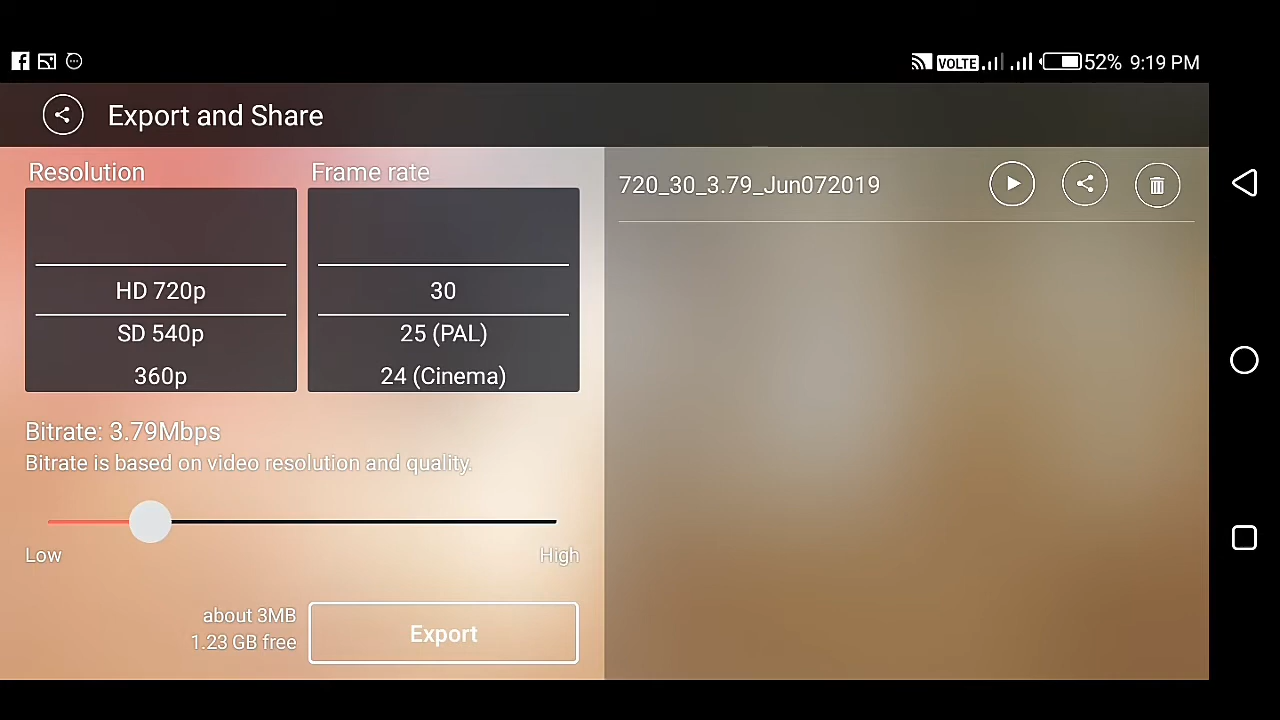 VOLTE 52% 9:19 PM
Export and Share
Resolution
HD 720p
SD 540p
360p
Frame rate
30
25 (PAL)
24 (Cinema)
Bitrate: 3.79Mbps
Bitrate is based on video resolution and quality.
Low High
about 3MB
1.23 GB free
Export
720_30_3.79_Jun072019